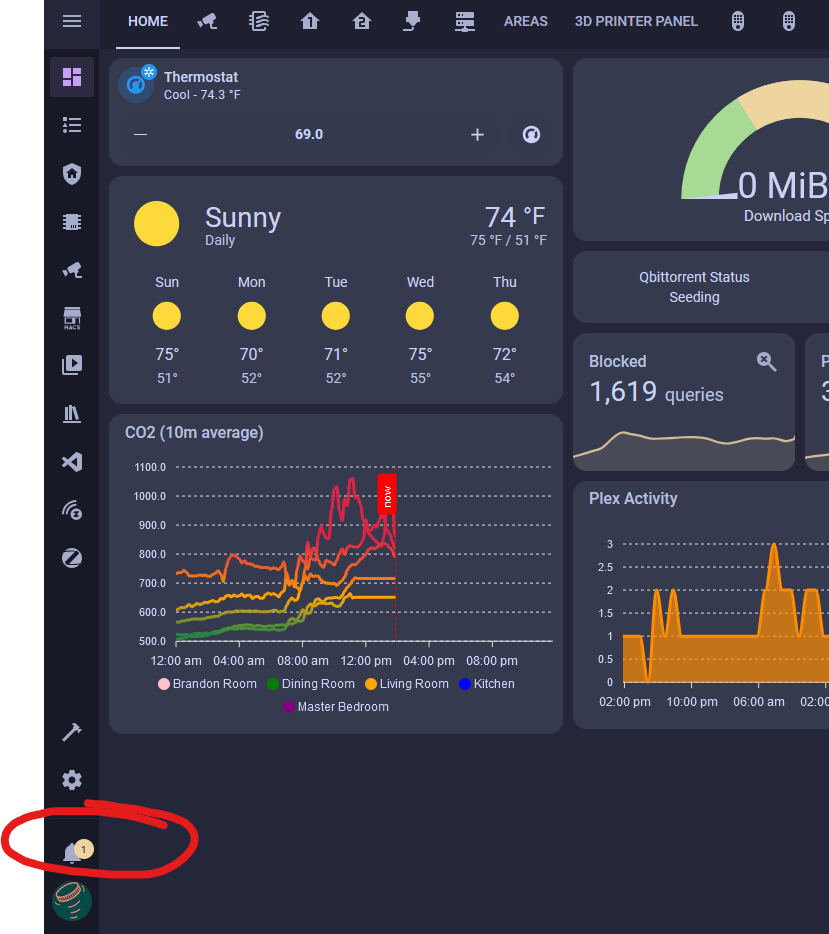 HOME
AREAS
3D PRINTER PANEL
1
2
HACS
1
Thermostat
Cool - 74.3 °F
69.0
Sunny
Daily
74 °F
75 °F / 51 °F
Sun Mon Tue Wed Thu
75° 70° 71° 75° 72°
51° 52° 52° 55° 54°
CO2 (10m average)
now
1100.0
1000.0
900.0
800.0
700.0
600.0
500.0
12:00 am 04:00 am 08:00 am 12:00 pm 04:00 pm 08:00 pm
Brandon Room Dining Room Living Room Kitchen
Master Bedroom
0 MiB
Download Sp
Qbittorrent Status
Seeding
Blocked
1,619 queries
P
Plex Activity
3
2.5
2
1.5
1
0.5
0
02:00 pm 10:00 pm 06:00 am 02:00